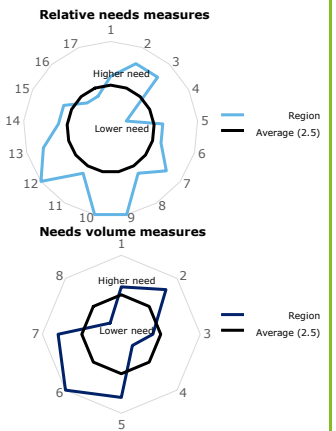 Relative needs measures
1
17
2
16
3
Higher need
15
4
14
Lower need
5
Region
Average (2.5)
13
6
12
7
11
8
10
9
Needs volume measures
1
8
Higher need
2
7
Lower need
3
Region
Average (2.5)
6
4
5